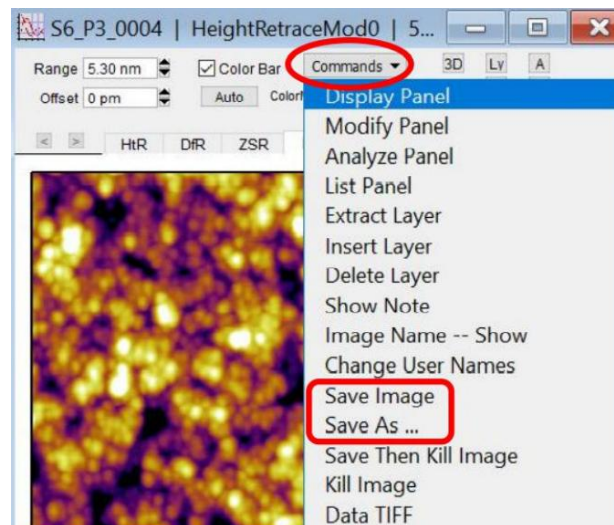 S6_P3_0004 | HeightRetraceMod0 | 5...
Range 5.30 nm Color Bar Commands 3D Ly A
Offset 0 pm Auto
< > HtR DfR ZSR
Display Panel
Modify Panel
Analyze Panel
List Panel
Extract Layer
Insert Layer
Delete Layer
Show Note
Image Name -- Show
Change User Names
Save Image
Save As ...
Save Then Kill Image
Kill Image
Data TIFF